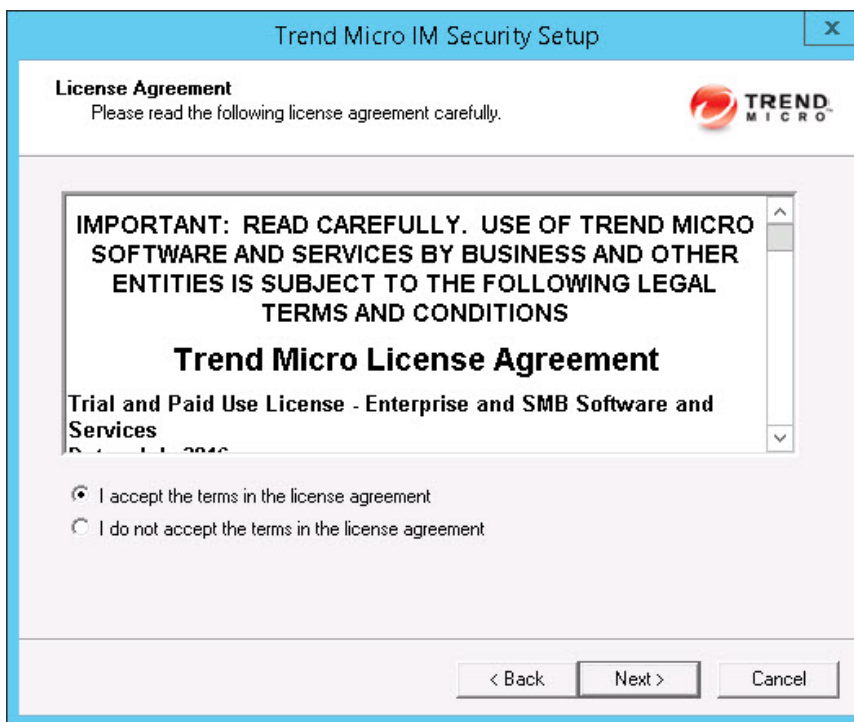 Trend Micro IM Security Setup
x
License Agreement
Please read the following license agreement carefully.
TREND
MICRO
IMPORTANT: READ CAREFULLY. USE OF TREND MICRO
SOFTWARE AND SERVICES BY BUSINESS AND OTHER
ENTITIES IS SUBJECT TO THE FOLLOWING LEGAL
TERMS AND CONDITIONS
Trend Micro License Agreement
Trial and Paid Use License - Enterprise and SMB Software and
Services
I accept the terms in the license agreement
I do not accept the terms in the license agreement
< Back
Next >
Cancel